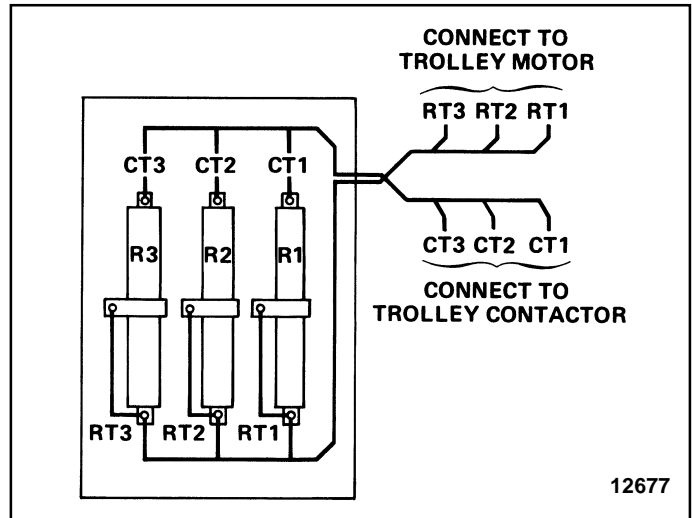 CONNECT TO
TROLLEY MOTOR
RT3 RT2 RT1
CT3 CT2 CT1
R3 R2 R1
CT3 CT2 CT1
CONNECT TO
TROLLEY CONTACTOR
RT3 RT2 RT1
12677